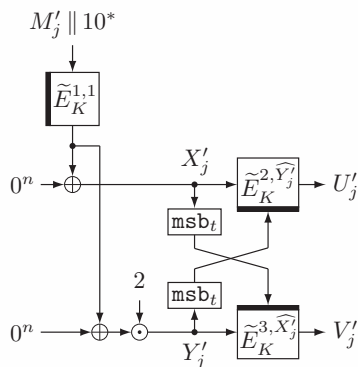 M′_j ∥ 10*
Ẽ_K^{1,1}
0^n
X′_j
Ẽ_K^{2,Ŷ′_j}
U′_j
msb_t
msb_t
2
0^n
Y′_j
Ẽ_K^{3,X̂′_j}
V′_j